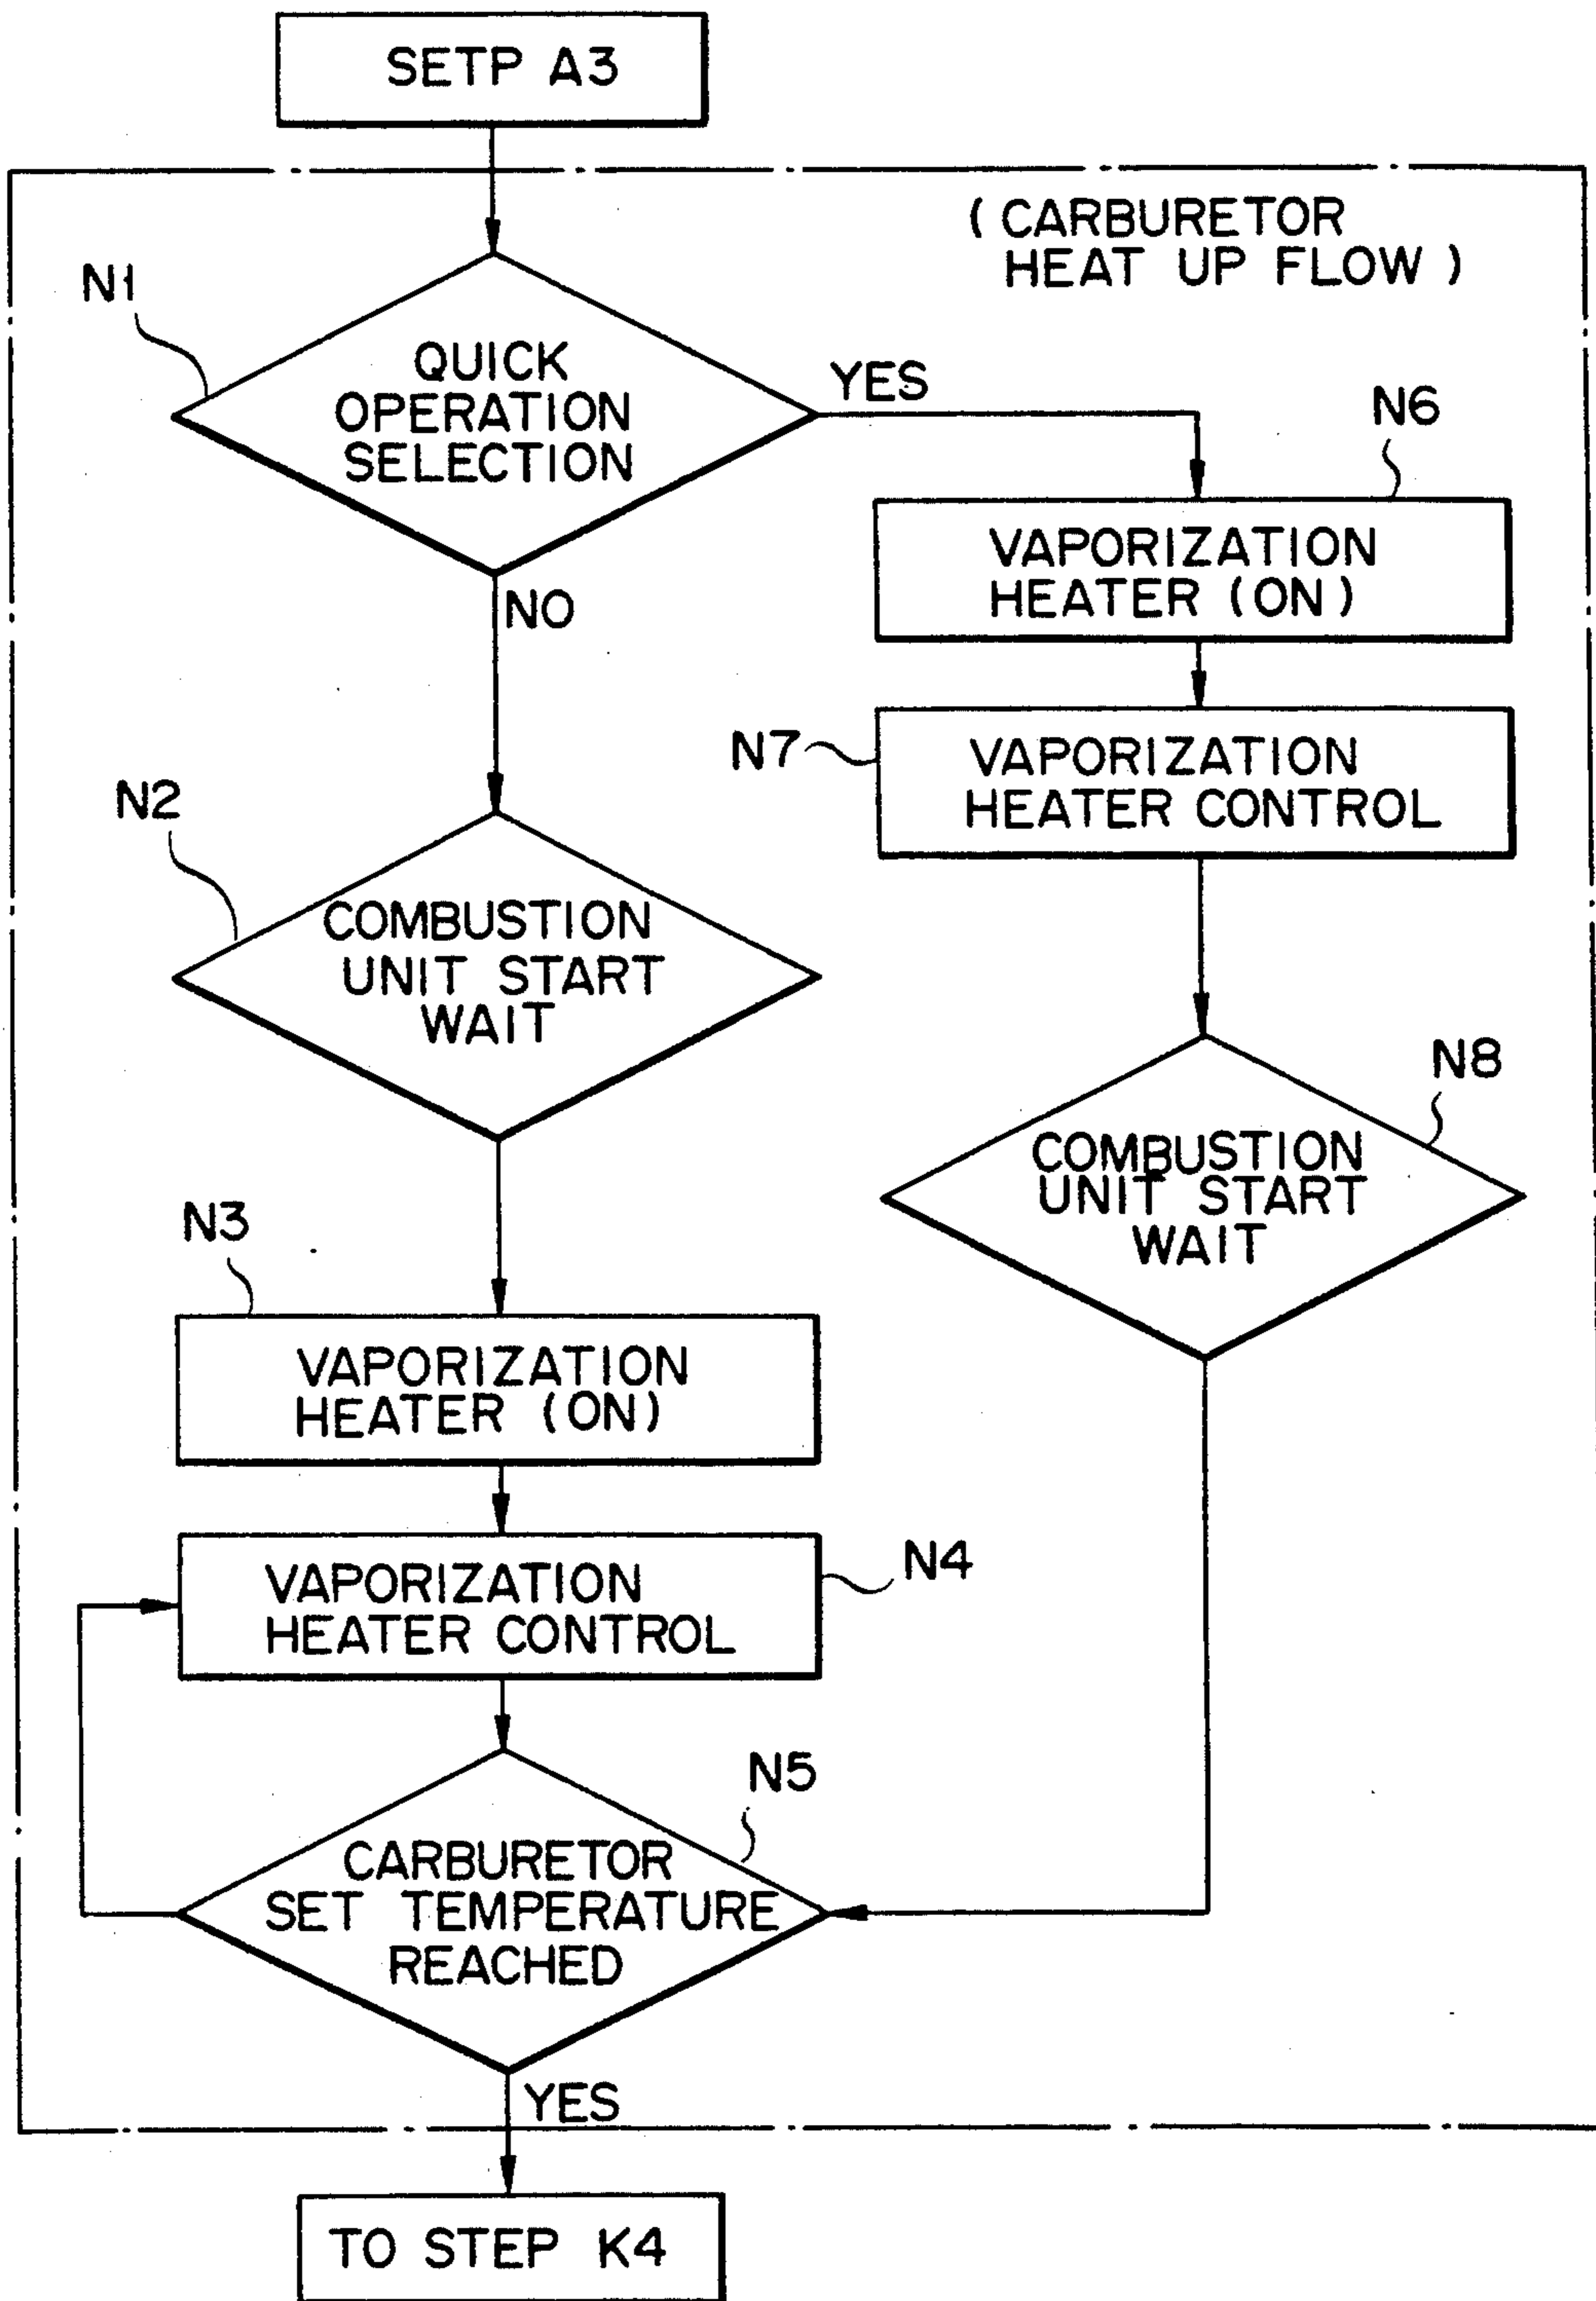 SETP A3
( CARBURETOR
HEAT UP FLOW )
N1
QUICK
OPERATION
SELECTION
YES
NO
N6
VAPORIZATION
HEATER (ON)
N7
VAPORIZATION
HEATER CONTROL
N2
COMBUSTION
UNIT START
WAIT
N8
COMBUSTION
UNIT START
WAIT
N3
VAPORIZATION
HEATER (ON)
N4
VAPORIZATION
HEATER CONTROL
N5
CARBURETOR
SET TEMPERATURE
REACHED
YES
TO STEP K4